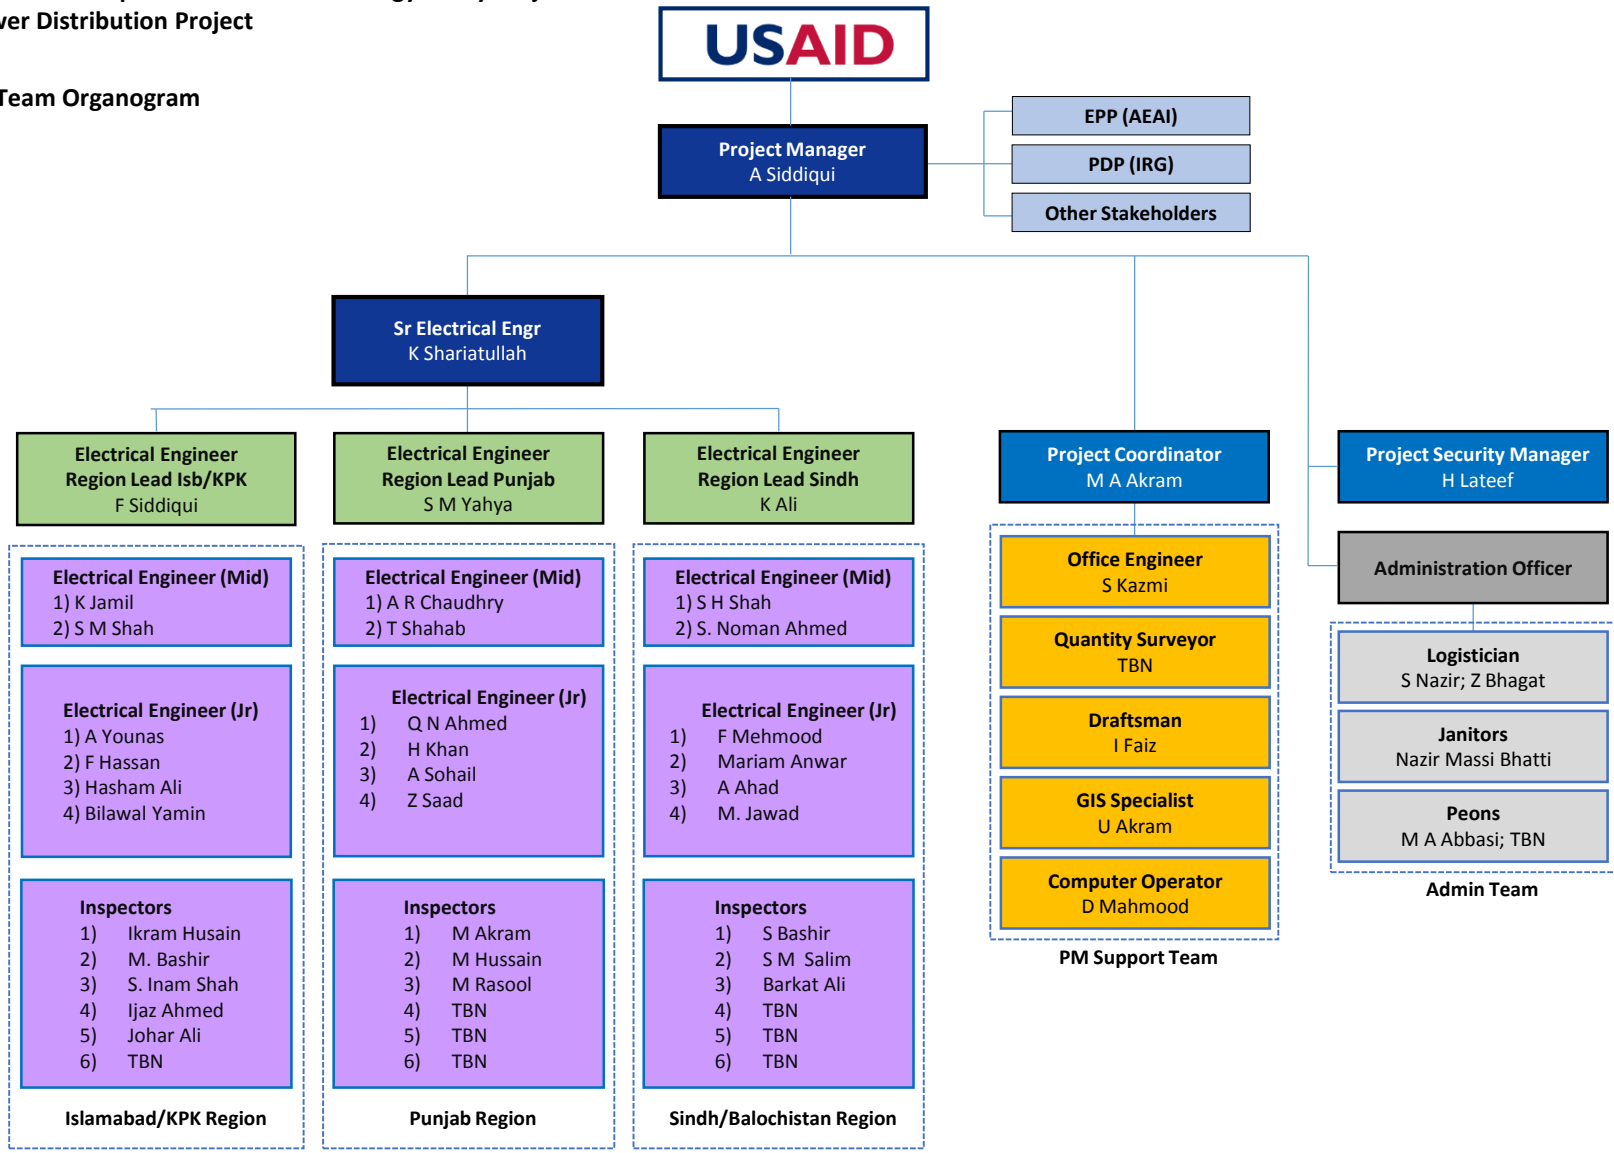 ver Distribution Project
Team Organogram
USAID
Project Manager
A Siddiqui
EPP (AEAI)
PDP (IRG)
Other Stakeholders
Sr Electrical Engr
K Shariatullah
Electrical Engineer
Region Lead Isb/KPK
F Siddiqui
Electrical Engineer
Region Lead Punjab
S M Yahya
Electrical Engineer
Region Lead Sindh
K Ali
Project Coordinator
M A Akram
Project Security Manager
H Lateef
Electrical Engineer (Mid)
1) K Jamil
2) S M Shah
Electrical Engineer (Jr)
1) A Younas
2) F Hassan
3) Hasham Ali
4) Bilawal Yamin
Inspectors
1) Ikram Husain
2) M. Bashir
3) S. Inam Shah
4) Ijaz Ahmed
5) Johar Ali
6) TBN
Islamabad/KPK Region
Electrical Engineer (Mid)
1) A R Chaudhry
2) T Shahab
Electrical Engineer (Jr)
1) Q N Ahmed
2) H Khan
3) A Sohail
4) Z Saad
Inspectors
1) M Akram
2) M Hussain
3) M Rasool
4) TBN
5) TBN
6) TBN
Punjab Region
Electrical Engineer (Mid)
1) S H Shah
2) S. Noman Ahmed
Electrical Engineer (Jr)
1) F Mehmood
2) Mariam Anwar
3) A Ahad
4) M. Jawad
Inspectors
1) S Bashir
2) S M Salim
3) Barkat Ali
4) TBN
5) TBN
6) TBN
Sindh/Balochistan Region
Office Engineer
S Kazmi
Quantity Surveyor
TBN
Draftsman
I Faiz
GIS Specialist
U Akram
Computer Operator
D Mahmood
PM Support Team
Administration Officer
Logistician
S Nazir; Z Bhagat
Janitors
Nazir Massi Bhatti
Peons
M A Abbasi; TBN
Admin Team